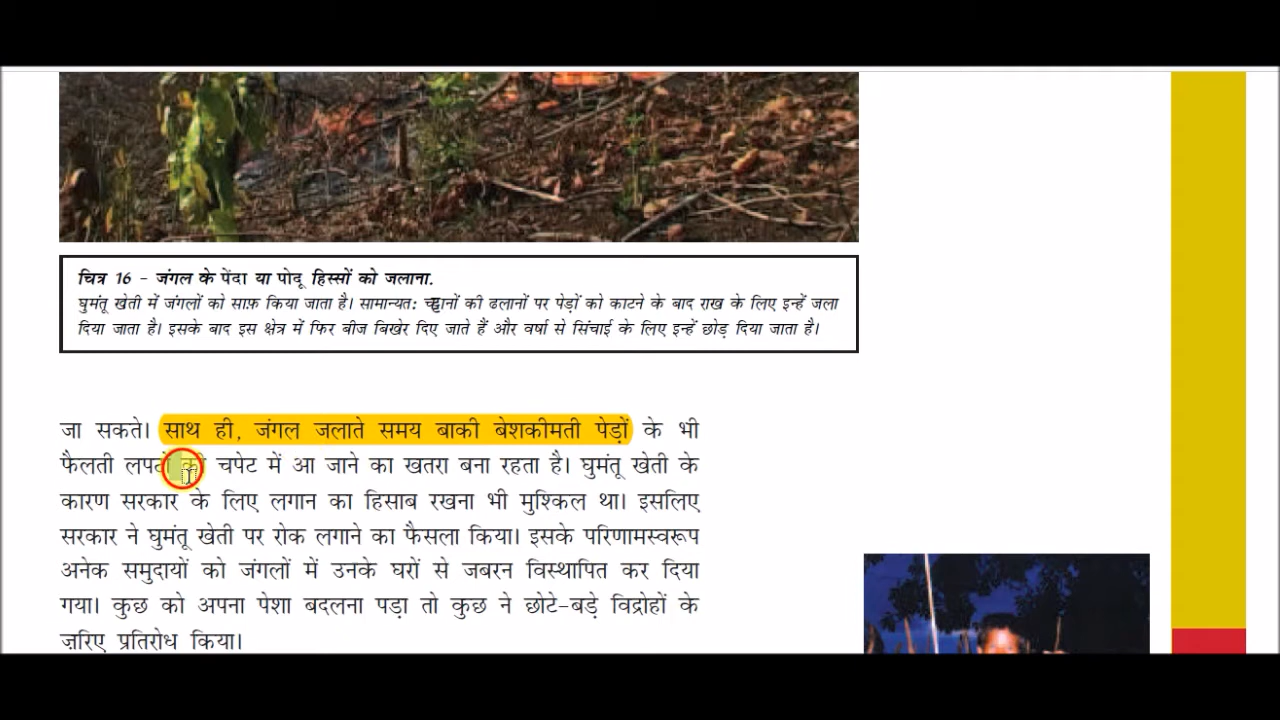 चित्र 16 - जंगल के पेंदा या पोदू हिस्सों को जलाना.
घुमंतू खेती में जंगलों को साफ़ किया जाता है। सामान्यत: चट्टानों की ढलानों पर पेड़ों को काटने के बाद राख के लिए इन्हें जला
दिया जाता है। इसके बाद इस क्षेत्र में फिर बीज बिखेर दिए जाते हैं और वर्षा से सिंचाई के लिए इन्हें छोड़ दिया जाता है।
जा सकते। साथ ही, जंगल जलाते समय बाकी बेशकीमती पेड़ों के भी
फैलती लपटों की चपेट में आ जाने का खतरा बना रहता है। घुमंतू खेती के
कारण सरकार के लिए लगान का हिसाब रखना भी मुश्किल था। इसलिए
सरकार ने घुमंतू खेती पर रोक लगाने का फैसला किया। इसके परिणामस्वरूप
अनेक समुदायों को जंगलों में उनके घरों से जबरन विस्थापित कर दिया
गया। कुछ को अपना पेशा बदलना पड़ा तो कुछ ने छोटे-बड़े विद्रोहों के
ज़रिए प्रतिरोध किया।